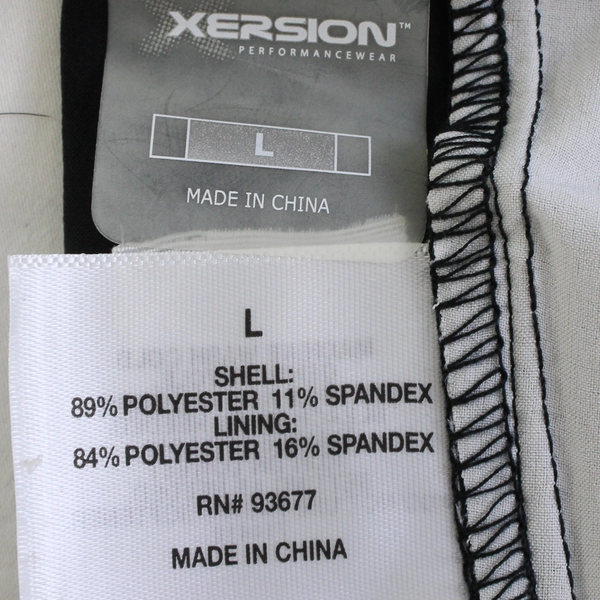 XERSION™
PERFORMANCEWEAR
L
MADE IN CHINA
L
SHELL:
89% POLYESTER 11% SPANDEX
LINING:
84% POLYESTER 16% SPANDEX
RN# 93677
MADE IN CHINA